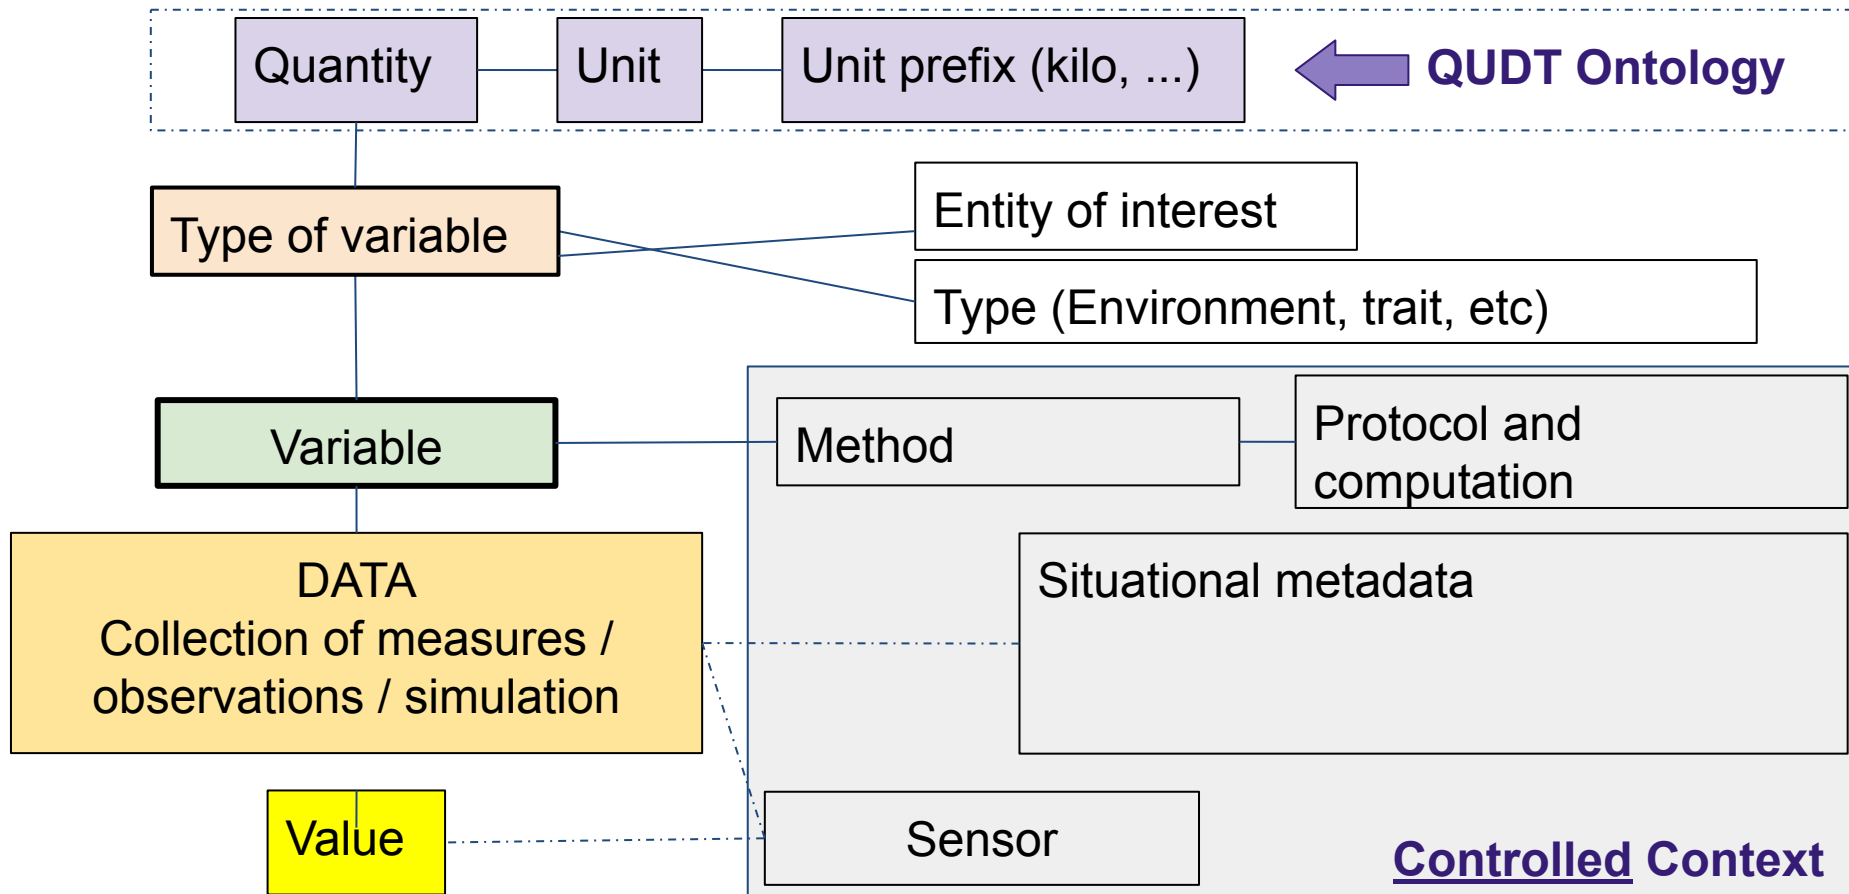 Quantity
Unit
Unit prefix (kilo, ...)
QUDT Ontology
Type of variable
Entity of interest
Type (Environment, trait, etc)
Variable
Method
Protocol and
computation
DATA
Collection of measures /
observations / simulation
Situational metadata
Value
Sensor
Controlled Context